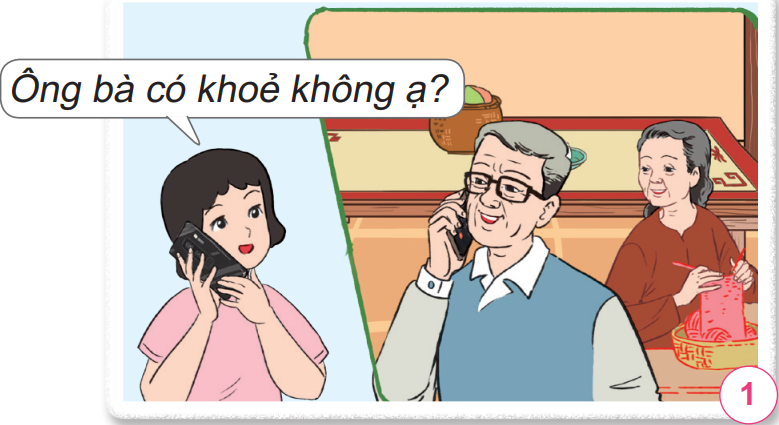 Ông bà có khoẻ không ạ?
1